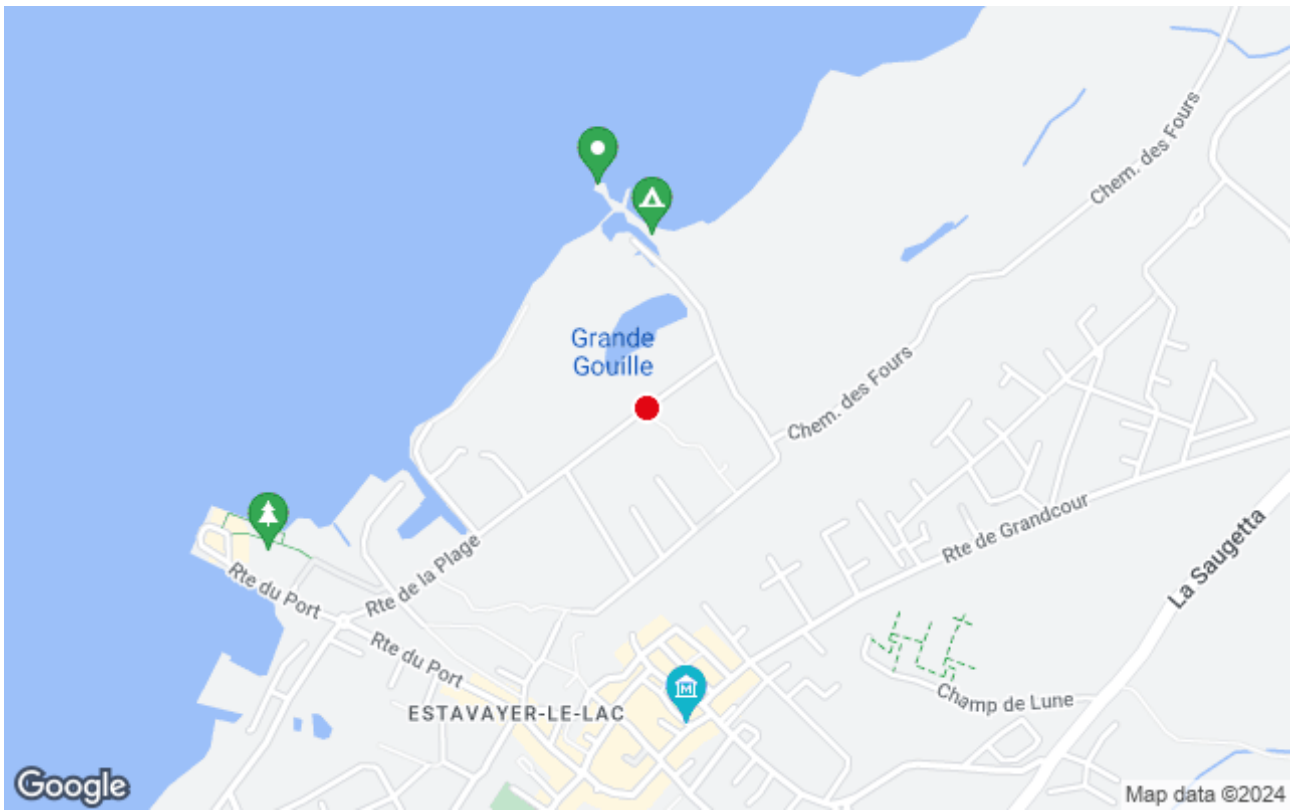 Chem. des Fours
Grande
Gouille
Chem. des Fours
Rte de Grandcour
La Saugetta
Rte de la Plage
Rte du Port
Rte du Port
Champ de Lune
ESTAVAYER-LE-LAC
M
Google
Map data ©2024